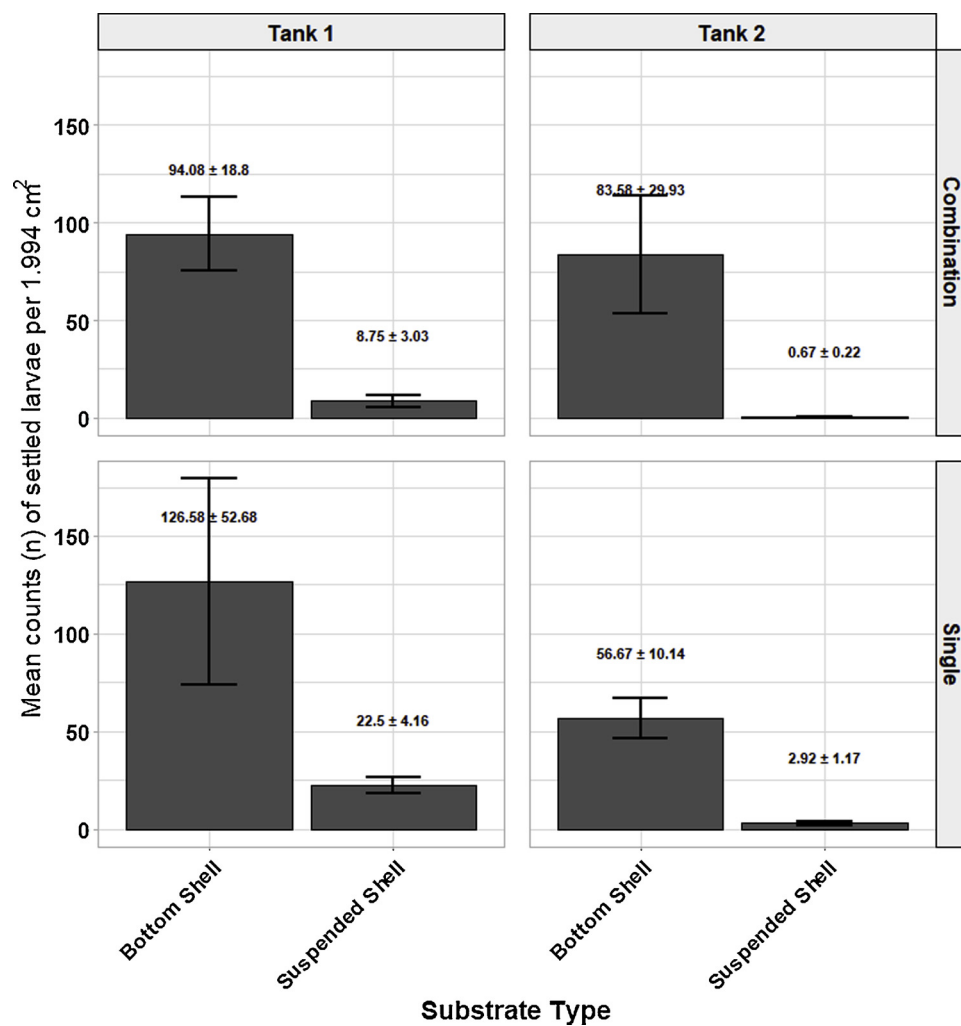 Tank 1
Tank 2
Mean counts (n) of settled larvae per 1.994 cm²
150
100
50
0
94.08 ± 18.8
8.75 ± 3.03
83.58 ± 29.93
0.67 ± 0.22
Combination
150
100
50
0
126.58 ± 52.68
22.5 ± 4.16
56.67 ± 10.14
2.92 ± 1.17
Single
Bottom Shell
Suspended Shell
Bottom Shell
Suspended Shell
Substrate Type